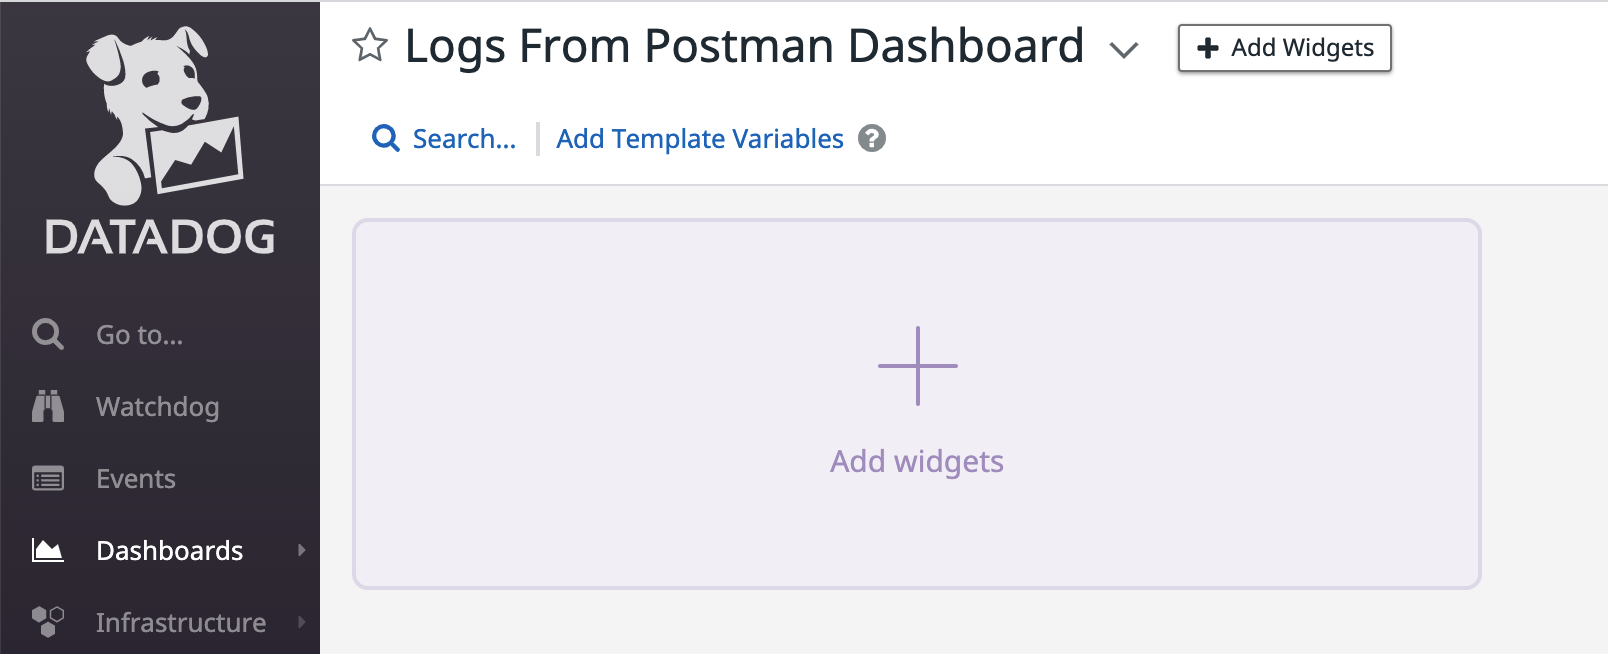 DATADOG
Go to...
Watchdog
Events
Dashboards
Infrastructure
Logs From Postman Dashboard
+ Add Widgets
Search...
Add Template Variables ?
Add widgets